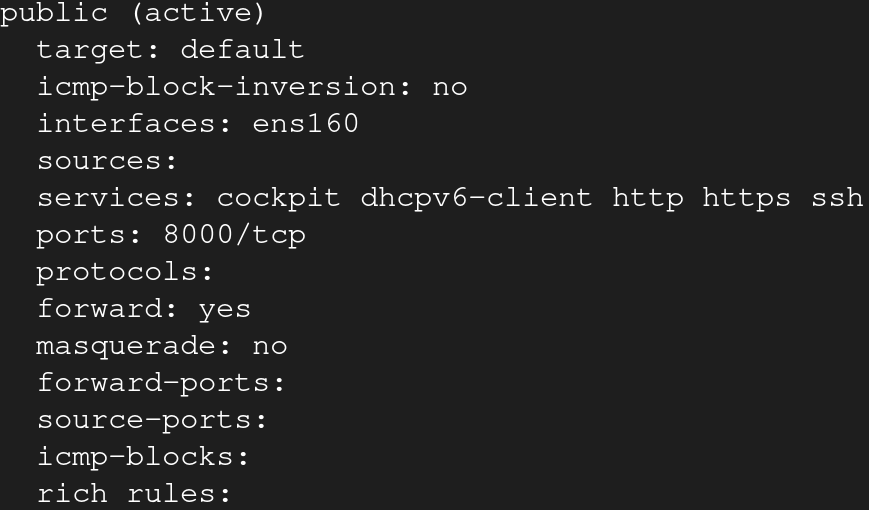 public (active)
  target: default
  icmp-block-inversion: no
  interfaces: ens160
  sources:
  services: cockpit dhcpv6-client http https ssh
  ports: 8000/tcp
  protocols:
  forward: yes
  masquerade: no
  forward-ports:
  source-ports:
  icmp-blocks:
  rich rules: